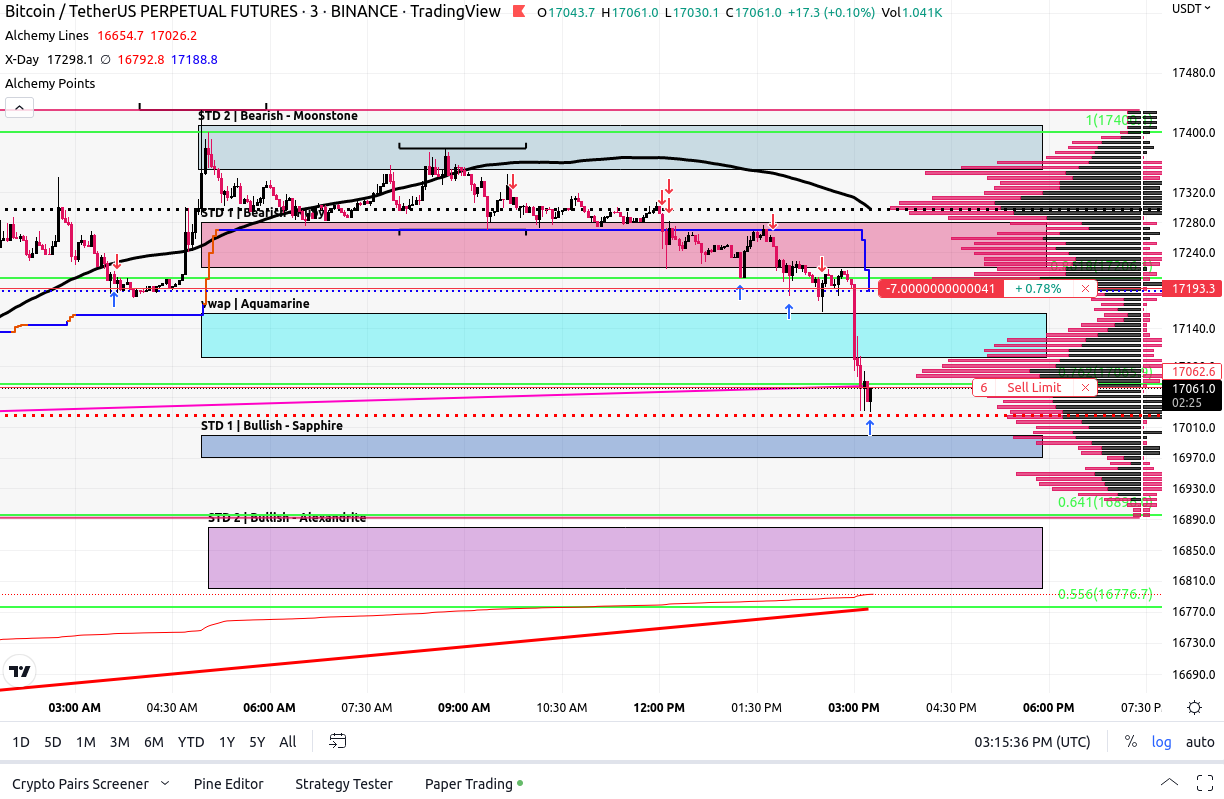 Bitcoin / TetherUS PERPETUAL FUTURES · 3 · BINANCE · TradingView O17043.7 H17061.0 L17030.1 C17061.0 +17.3 (+0.10%) Vol1.041K
USDT
Alchemy Lines 16654.7 17026.2
X-Day 17298.1 ∅ 16792.8 17188.8
Alchemy Points
17480.0
STD 2 | Bearish - Moonstone
17400.0
17320.0
STD 1 | Bearish - Ruby
17280.0
17240.0
-7.0000000000041 +0.78% 17193.3
vwap | Aquamarine
17140.0
17062.6
6 Sell Limit 17061.0
02:25
STD 1 | Bullish - Sapphire
17010.0
16970.0
16930.0
0.641(16896.0)
STD 2 | Bullish - Alexandrite
16890.0
16850.0
16810.0
0.556(16776.7)
16770.0
16730.0
16690.0
03:00 AM 04:30 AM 06:00 AM 07:30 AM 09:00 AM 10:30 AM 12:00 PM 01:30 PM 03:00 PM 04:30 PM 06:00 PM 07:30 P
1D 5D 1M 3M 6M YTD 1Y 5Y All 03:15:36 PM (UTC) % log auto
Crypto Pairs Screener Pine Editor Strategy Tester Paper Trading